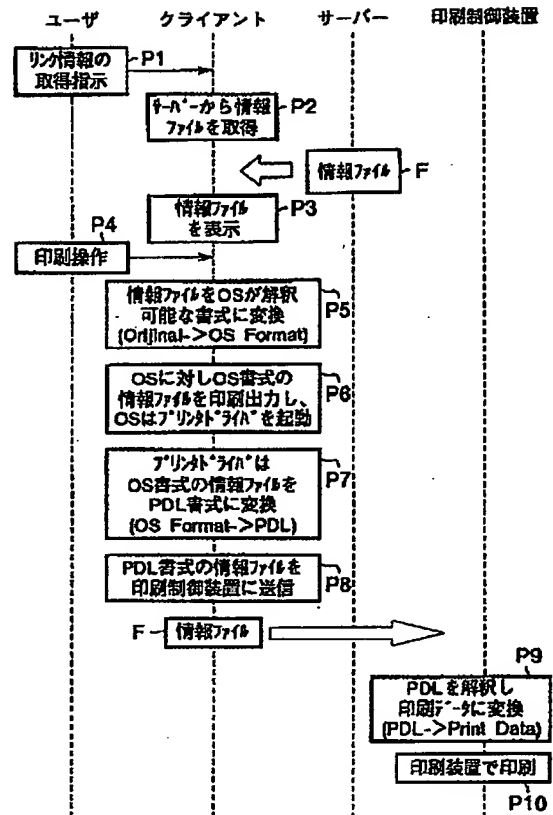 ユーザ クライアント サーバー 印刷制御装置
リンク情報の
取得指示
P1
サーバーから情報
ファイルを取得
P2
情報ファイル
F
情報ファイル
を表示
P3
P4
印刷操作
情報ファイルをOSが解釈
可能な書式に変換
(Orijinal->OS Format)
P5
OSに対しOS書式の
情報ファイルを印刷出力し、
OSはプリンタドライバを起動
P6
プリンタドライバは
OS書式の情報ファイルを
PDL書式に変換
(OS Format->PDL)
P7
PDL書式の情報ファイルを
印刷制御装置に送信
P8
F
情報ファイル
P9
PDLを解釈し
印刷データに変換
(PDL->Print Data)
印刷装置で印刷
P10